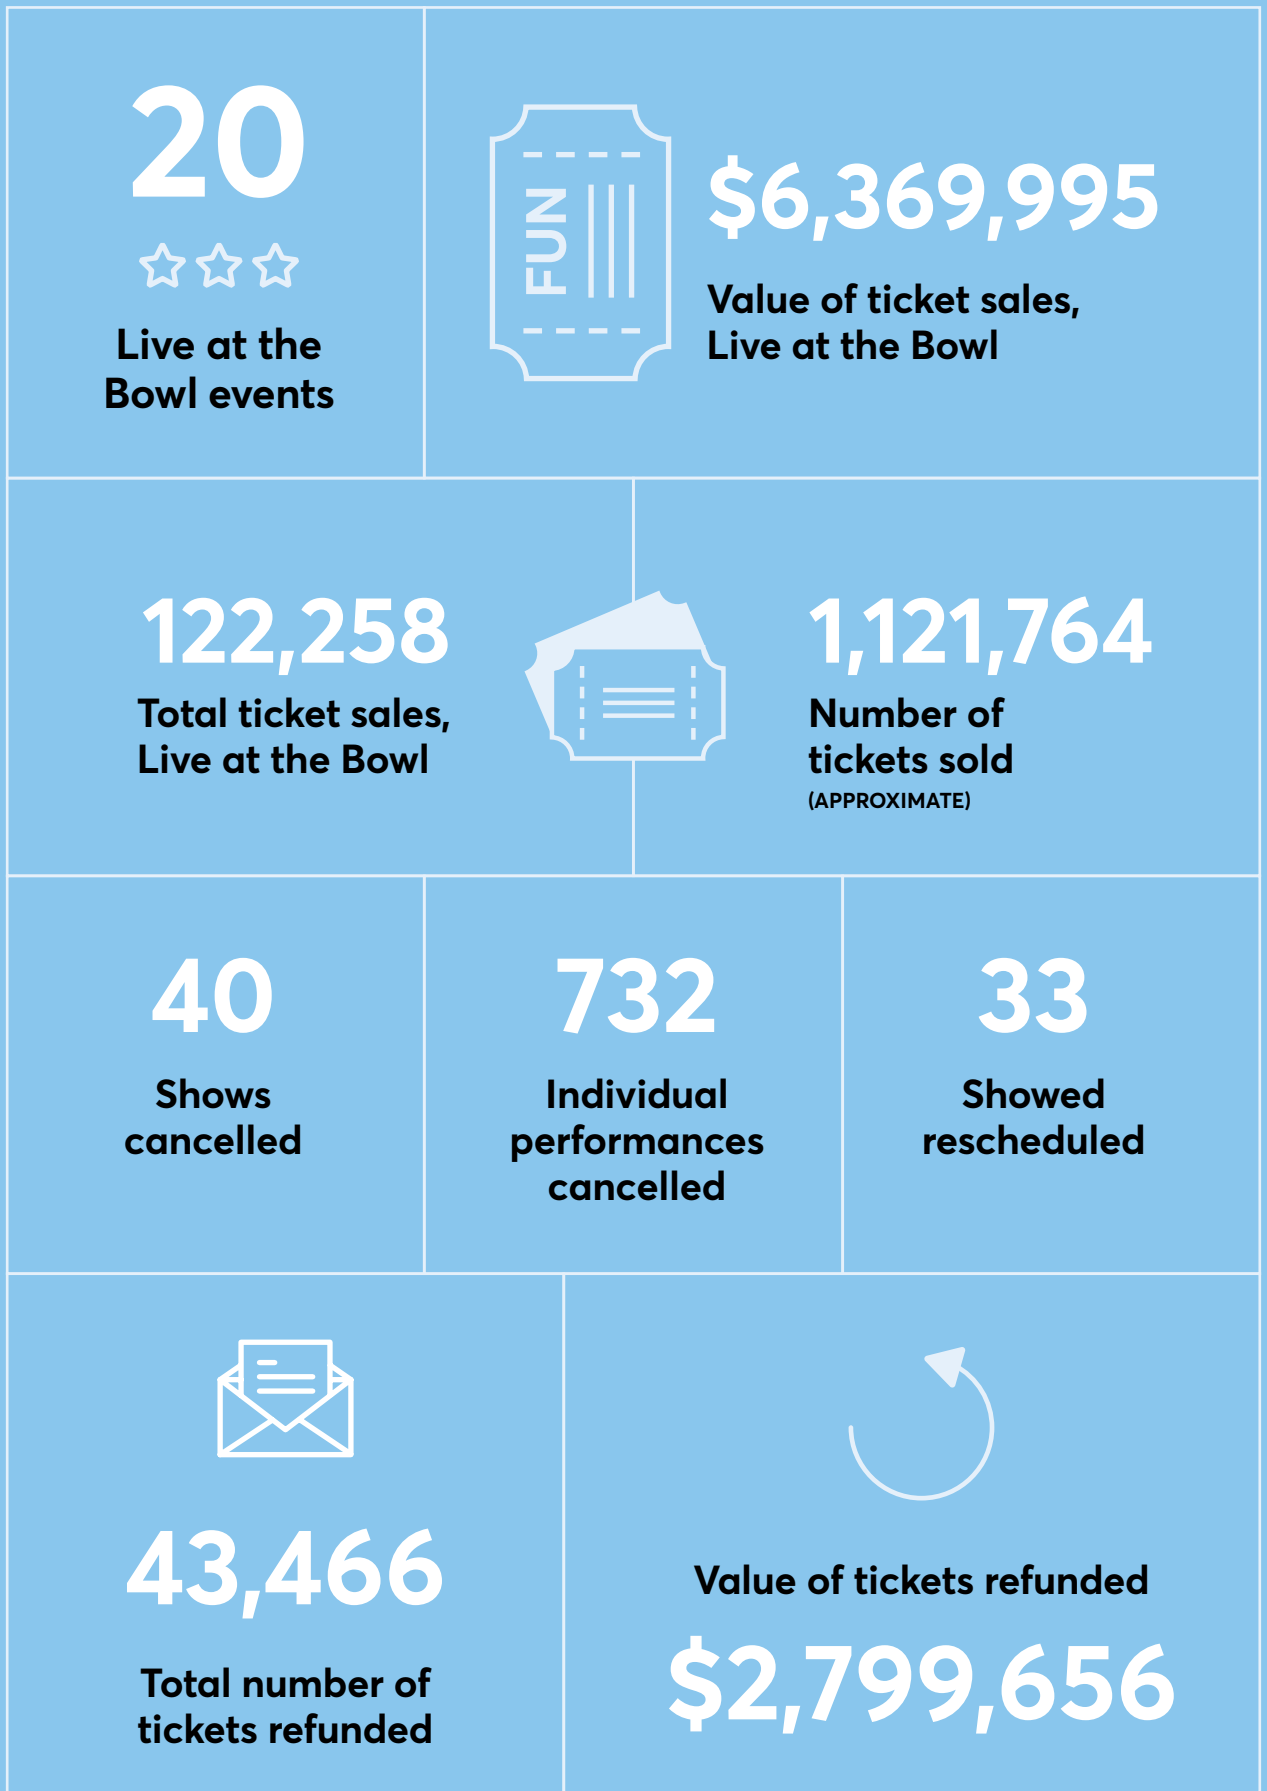 20
Live at the
Bowl events
FUN
$6,369,995
Value of ticket sales,
Live at the Bowl
122,258
Total ticket sales,
Live at the Bowl
1,121,764
Number of
tickets sold
(APPROXIMATE)
40
Shows
cancelled
732
Individual
performances
cancelled
33
Showed
rescheduled
43,466
Total number of
tickets refunded
Value of tickets refunded
$2,799,656